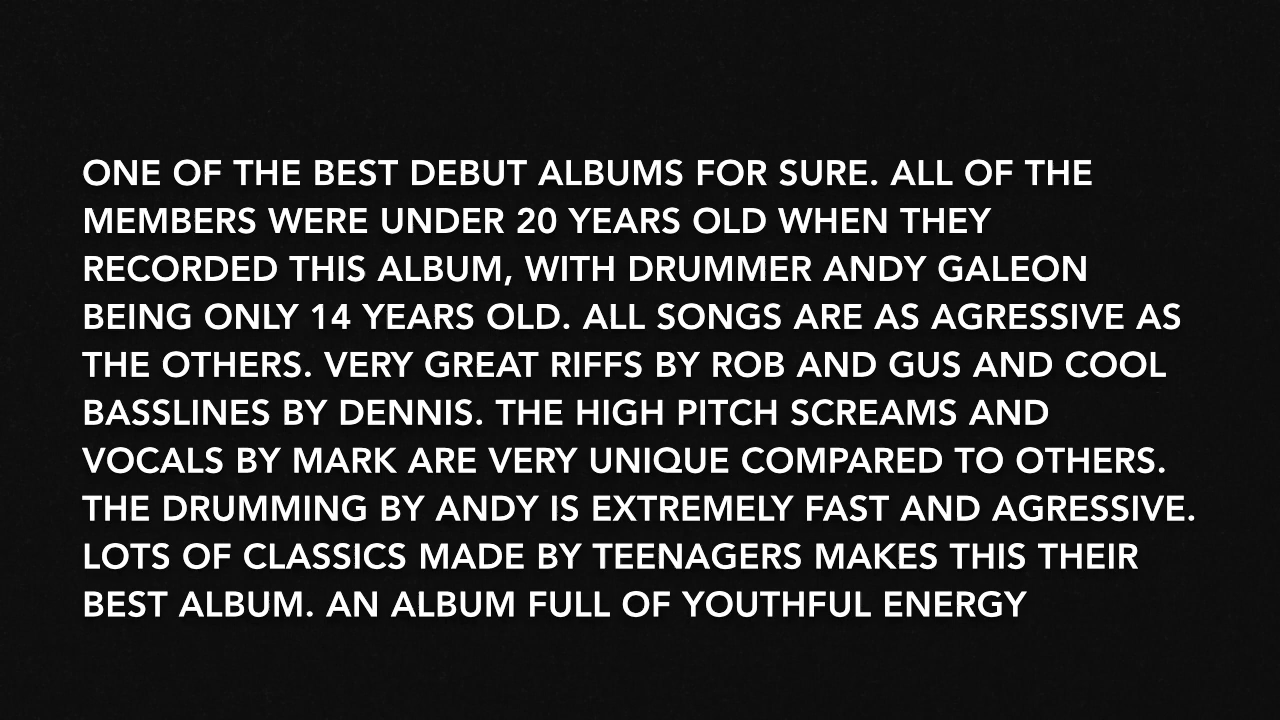 ONE OF THE BEST DEBUT ALBUMS FOR SURE. ALL OF THE
MEMBERS WERE UNDER 20 YEARS OLD WHEN THEY
RECORDED THIS ALBUM, WITH DRUMMER ANDY GALEON
BEING ONLY 14 YEARS OLD. ALL SONGS ARE AS AGRESSIVE AS
THE OTHERS. VERY GREAT RIFFS BY ROB AND GUS AND COOL
BASSLINES BY DENNIS. THE HIGH PITCH SCREAMS AND
VOCALS BY MARK ARE VERY UNIQUE COMPARED TO OTHERS.
THE DRUMMING BY ANDY IS EXTREMELY FAST AND AGRESSIVE.
LOTS OF CLASSICS MADE BY TEENAGERS MAKES THIS THEIR
BEST ALBUM. AN ALBUM FULL OF YOUTHFUL ENERGY